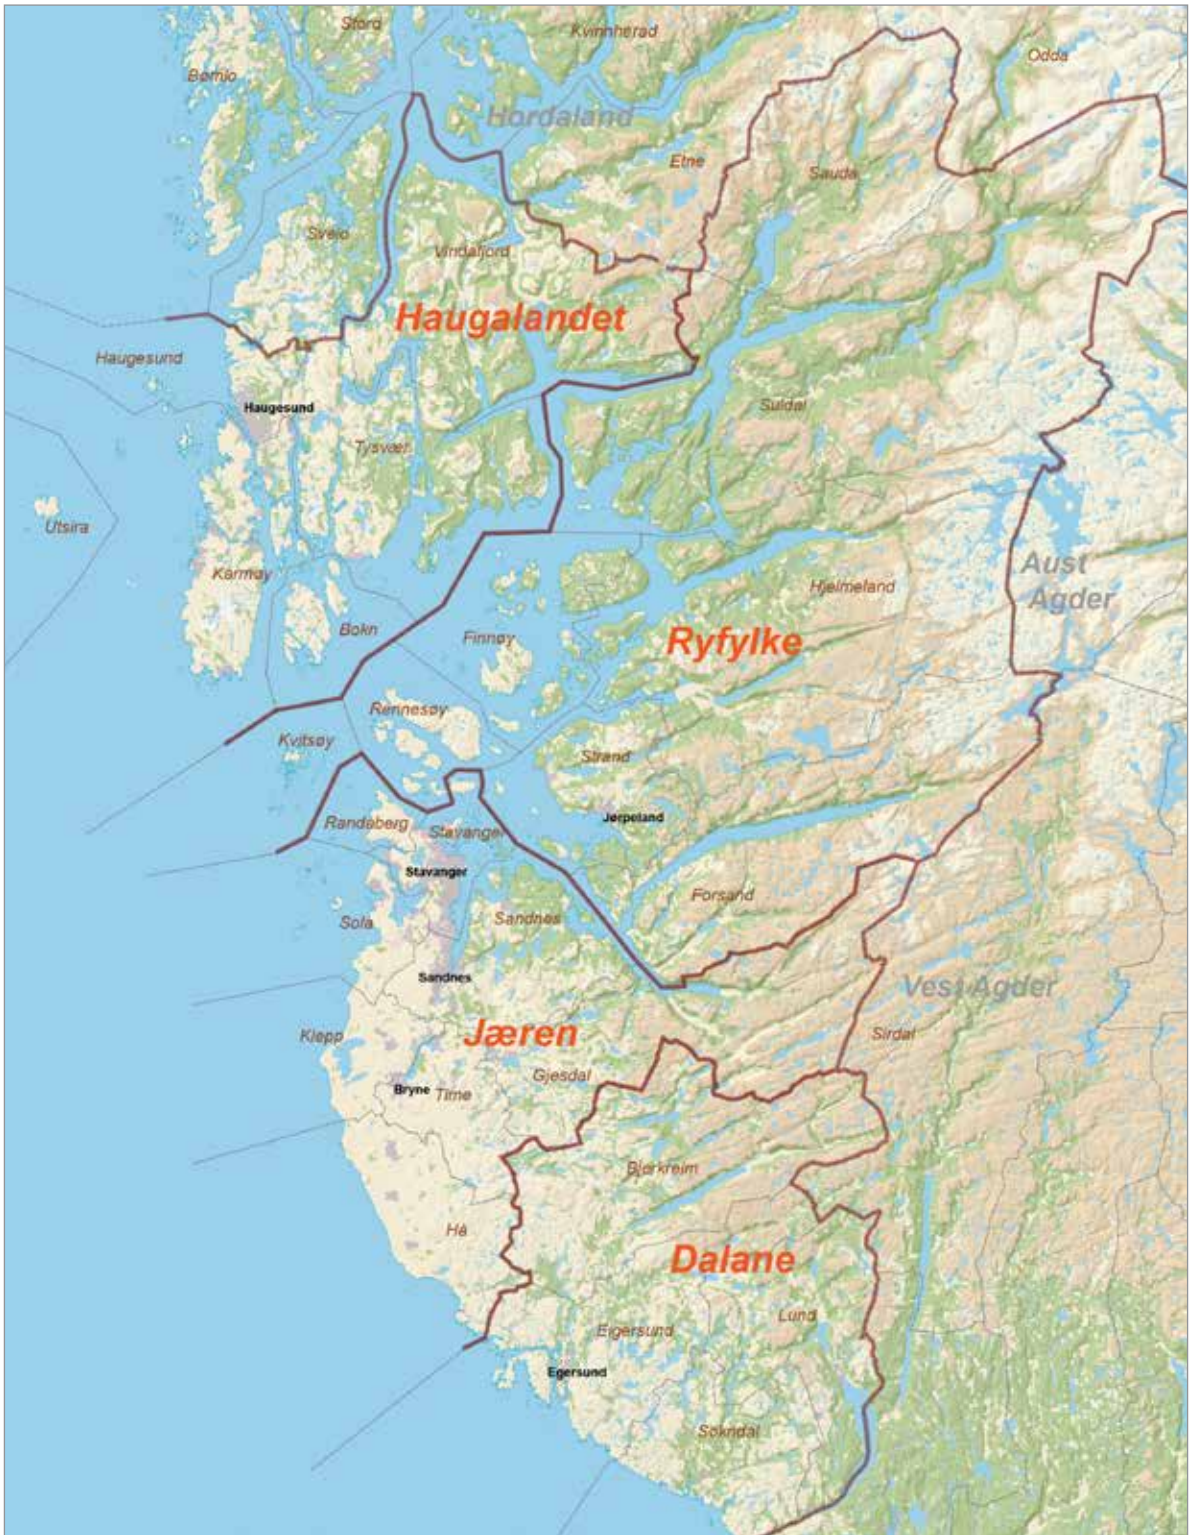 Stord
Kvinnherad
Odda
Bømlo
Hordaland
Etne
Sauda
Sveio
Vindafjord
Haugalandet
Haugesund
Haugesund
Suldal
Tysvær
Utsira
Aust
Agder
Karmøy
Hjelmeland
Bokn
Finnøy
Ryfylke
Rennesøy
Kvitsøy
Strand
Jørpeland
Randaberg
Stavanger
Stavanger
Forsand
Sola
Sandnes
Sandnes
Vest Agder
Klepp
Jæren
Sirdal
Gjesdal
Bryne
Time
Bjerkreim
Hå
Dalane
Lund
Eigersund
Egersund
Sokndal